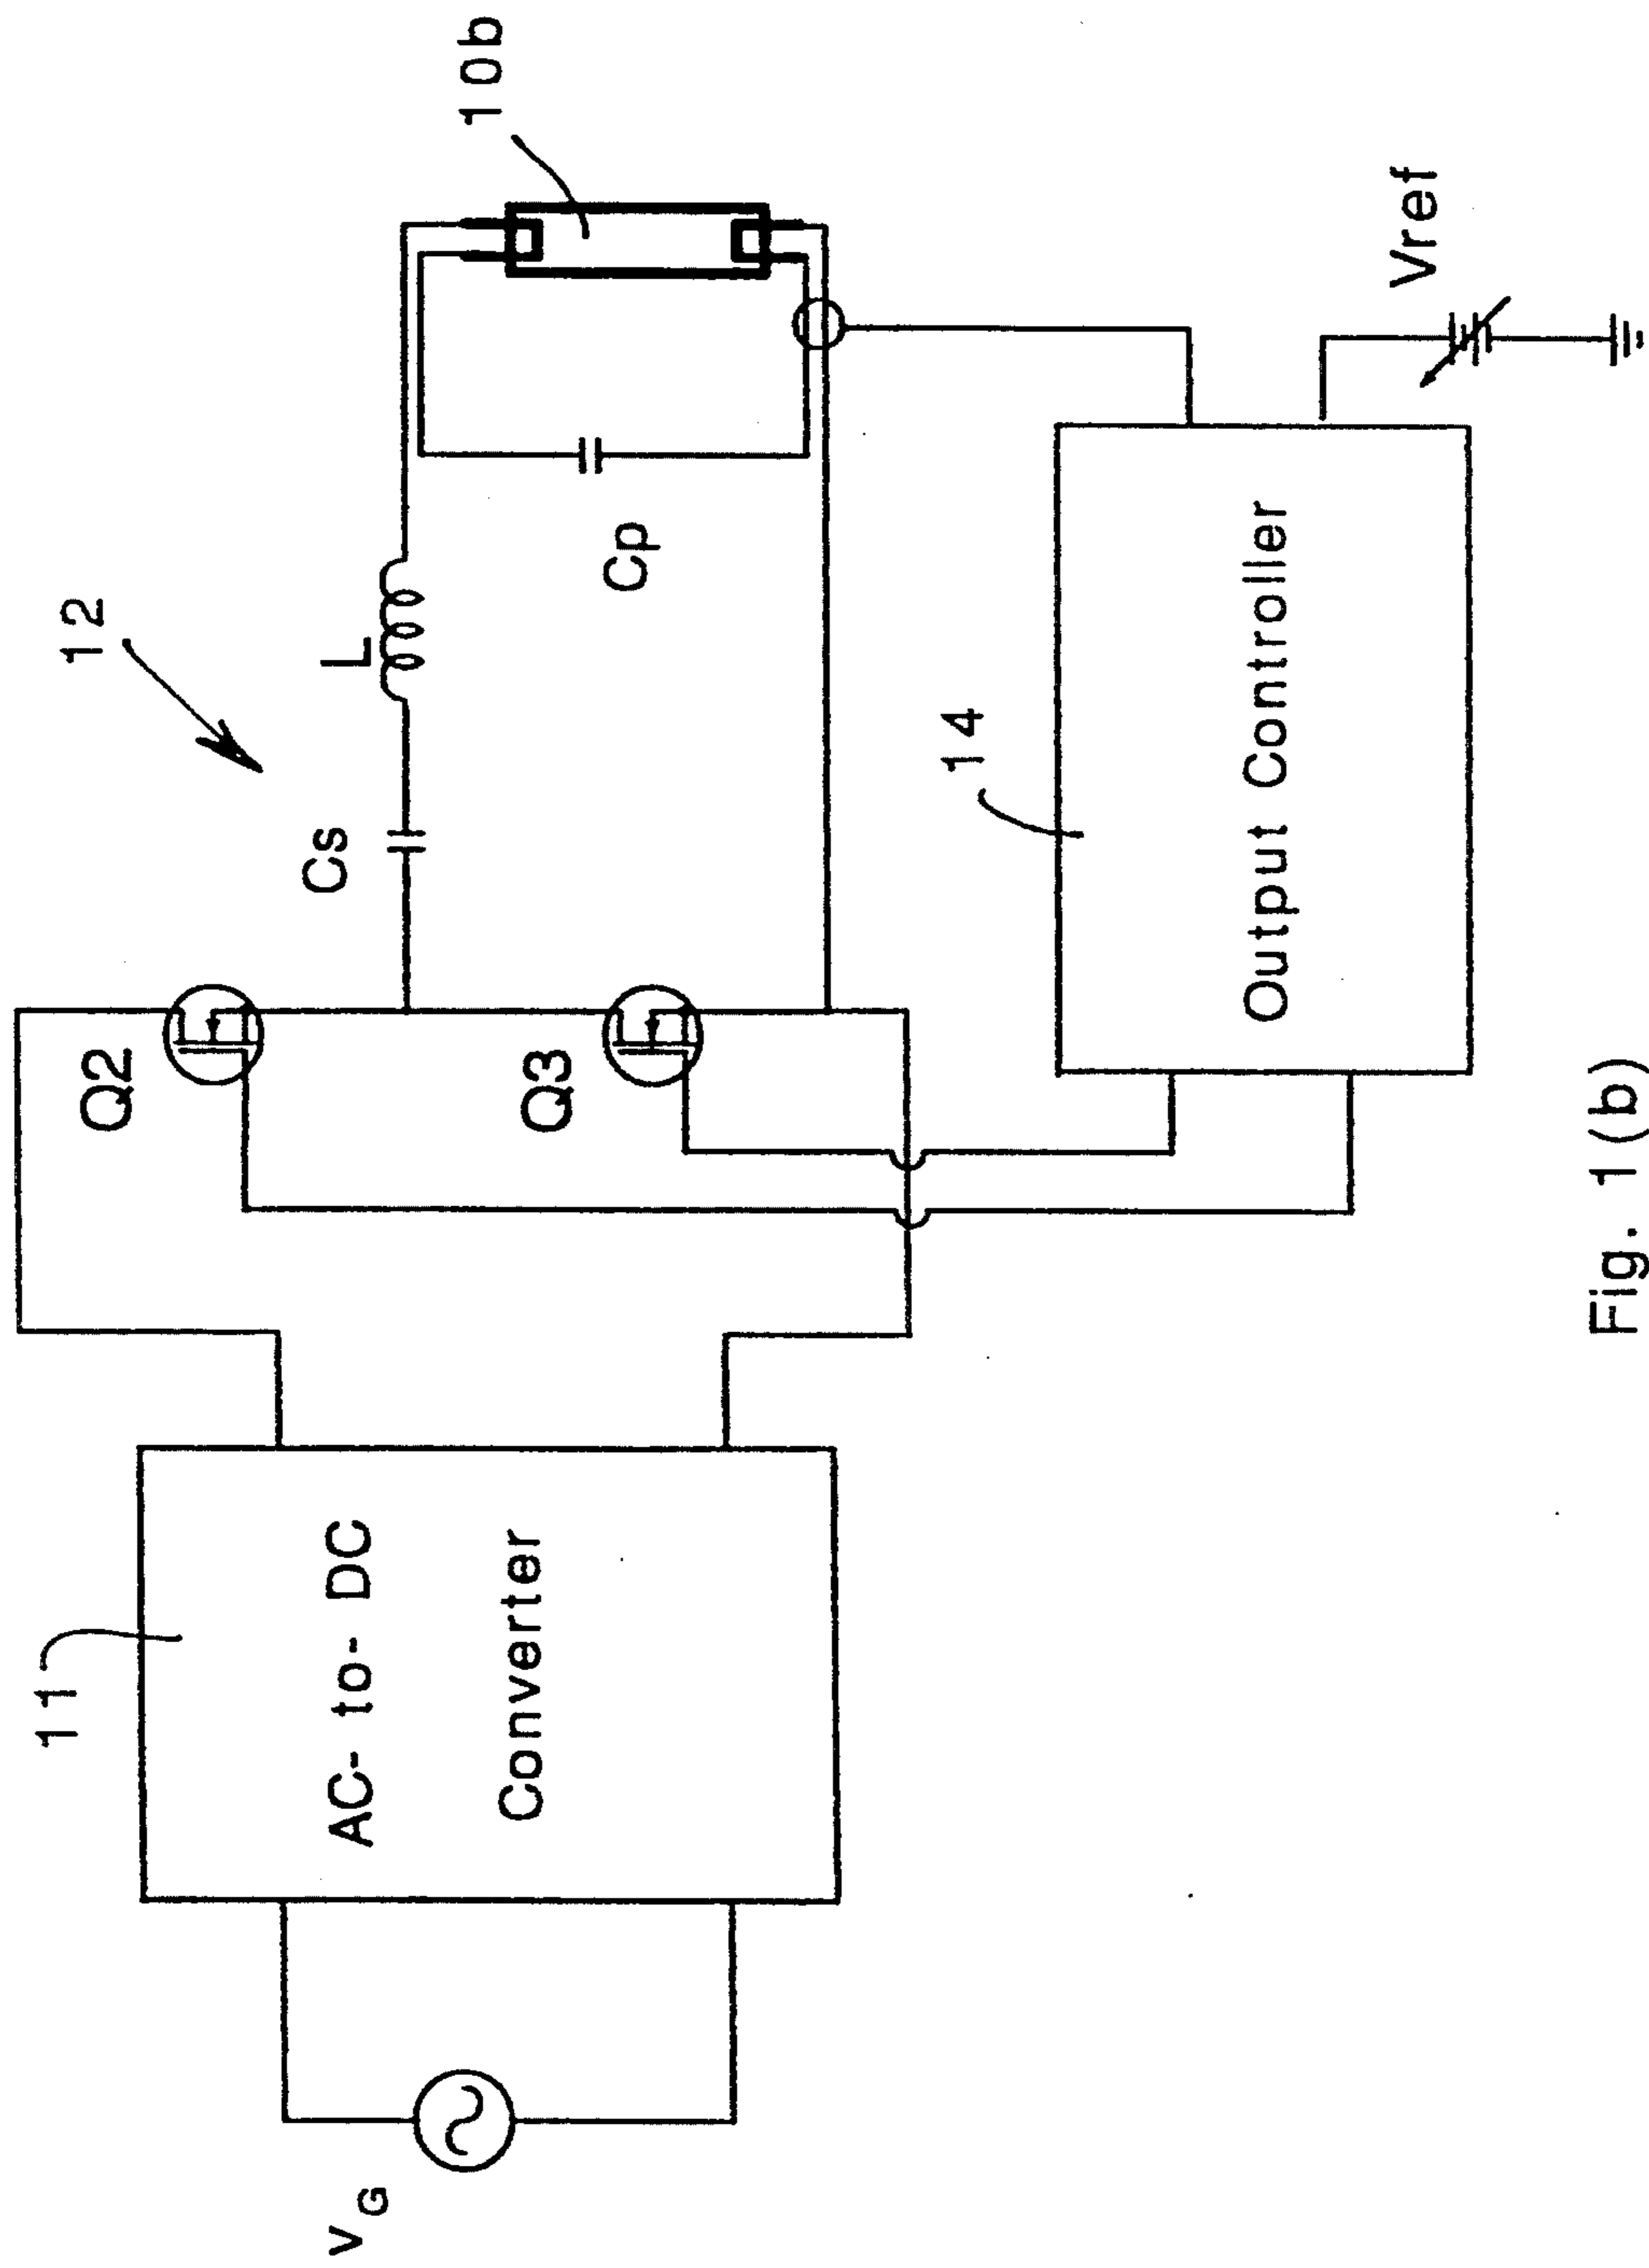 12
10b
Q2
Cs
L
Cp
Q3
11
AC-to-DC
Converter
vG
14
Output Controller
Vref
Fig. 1(b)